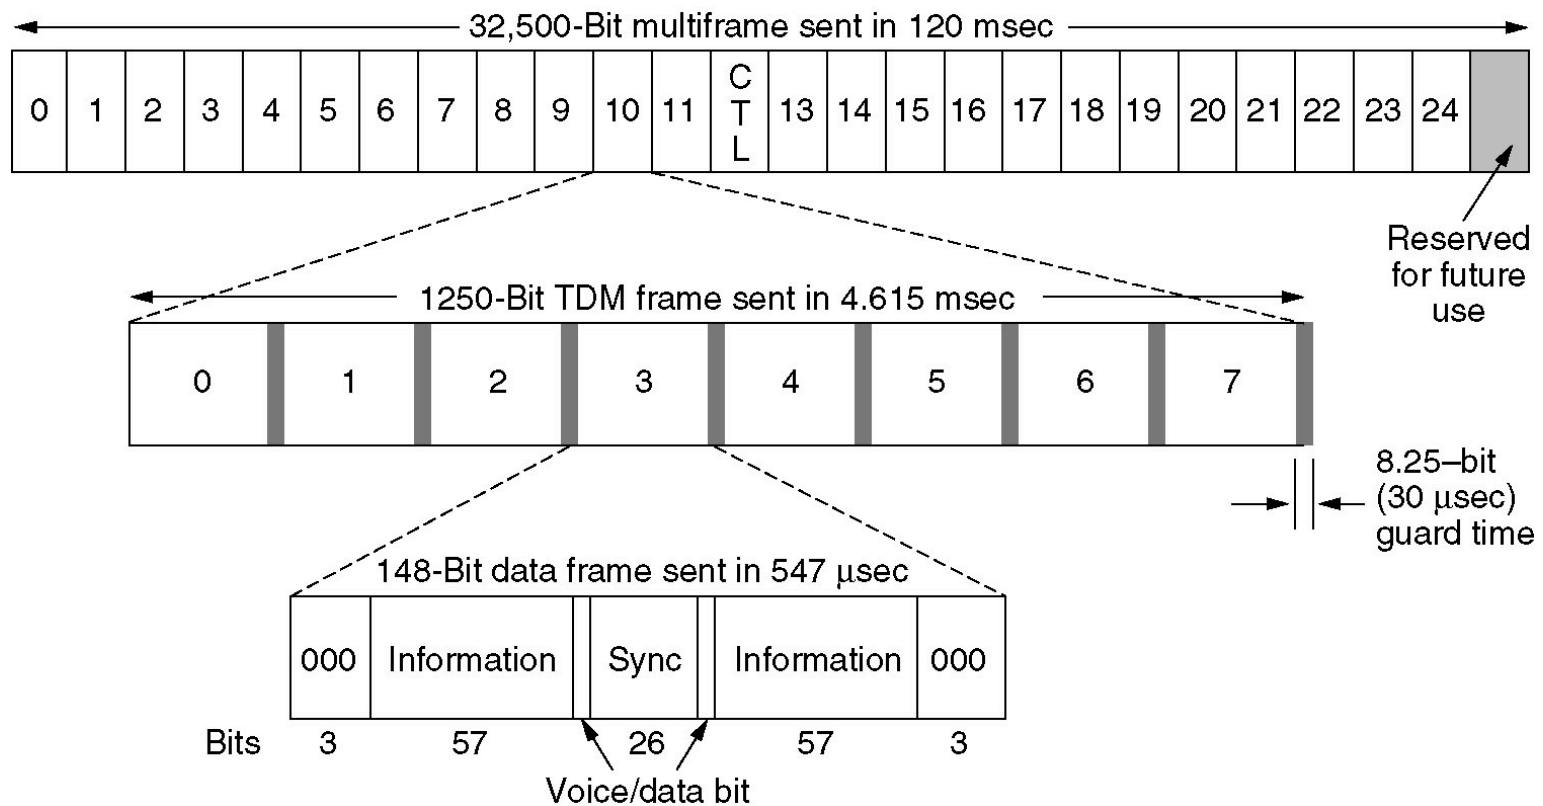 32,500-Bit multiframe sent in 120 msec
0 1 2 3 4 5 6 7 8 9 10 11 C T L 13 14 15 16 17 18 19 20 21 22 23 24
Reserved
for future
use
1250-Bit TDM frame sent in 4.615 msec
0 1 2 3 4 5 6 7
8.25–bit
(30 μsec)
guard time
148-Bit data frame sent in 547 μsec
000 Information Sync Information 000
Bits 3 57 26 57 3
Voice/data bit